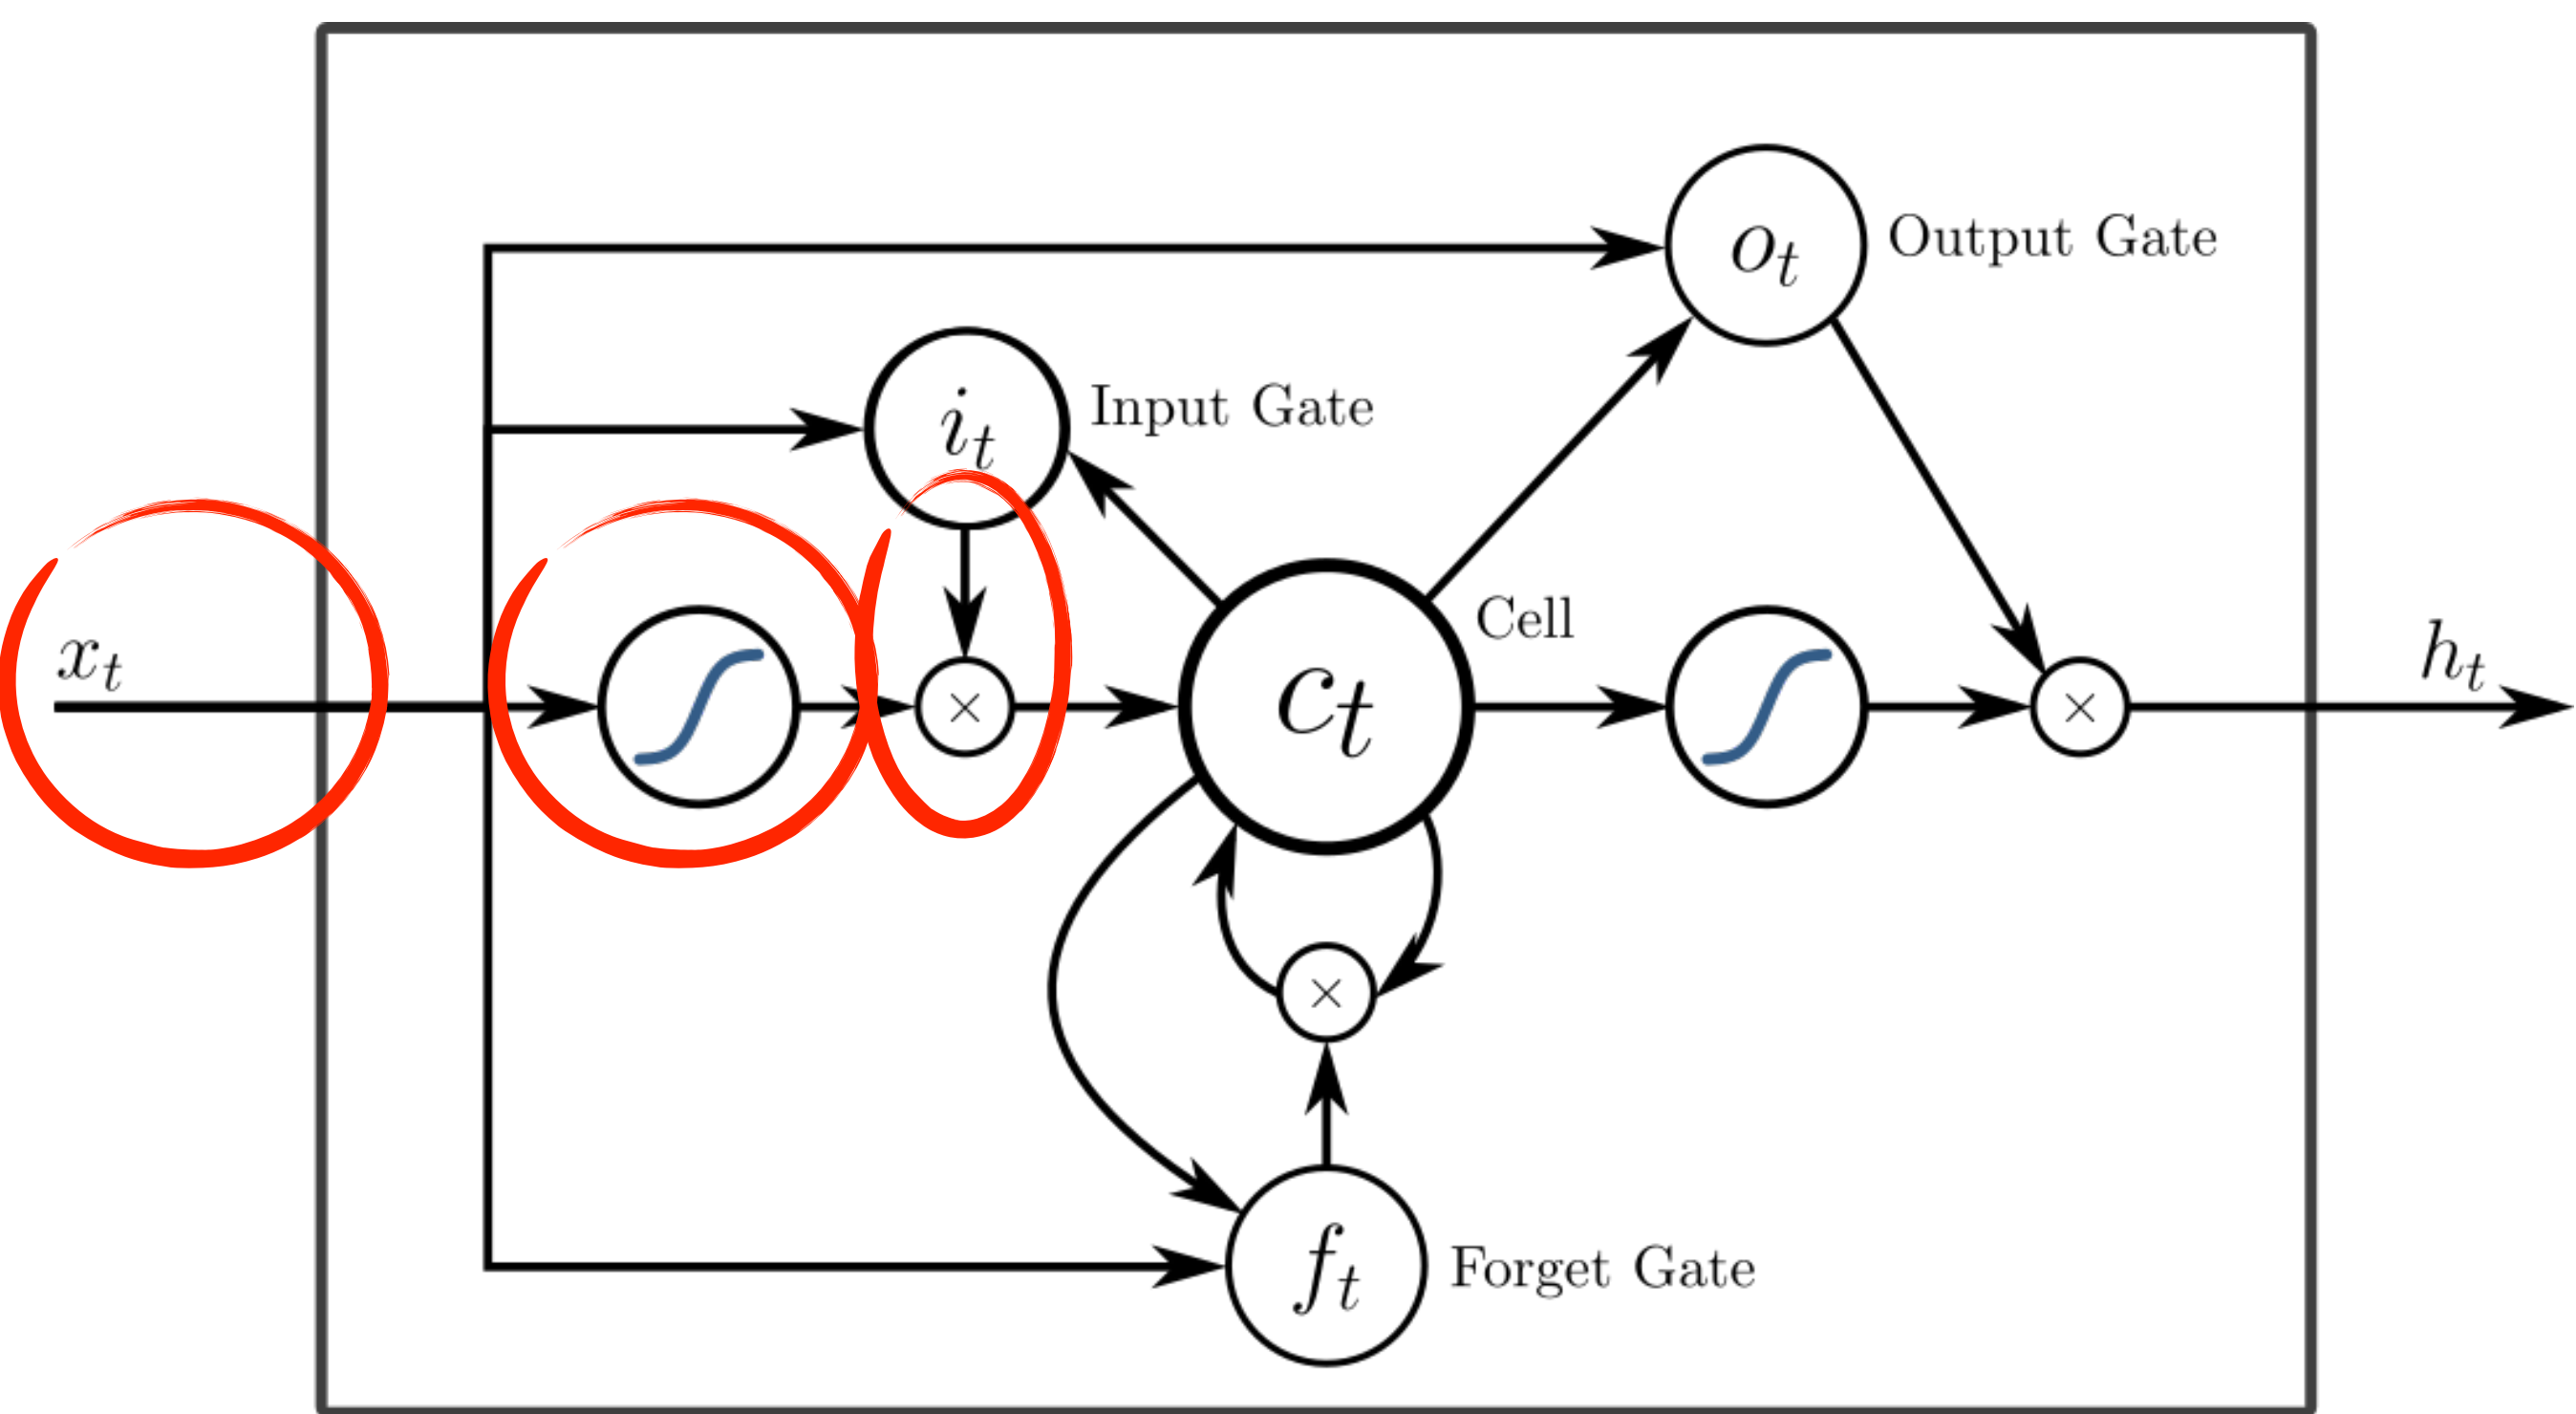 o_t Output Gate
i_t Input Gate
x_t
×
c_t Cell
×
h_t
×
f_t Forget Gate